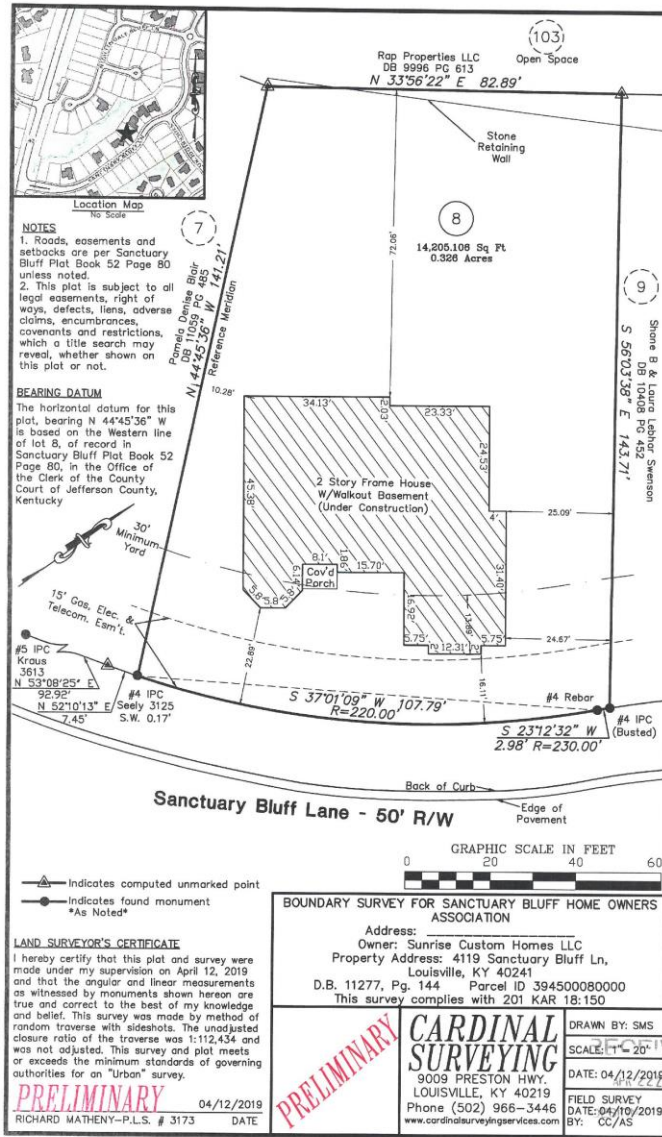 103
Open Space
Rap Properties LLC
DB 9996 PG 613
N 33°56'22" E 82.89'
Stone
Retaining
Wall
Location Map
No Scale
NOTES
1. Roads, easements and
setbacks are per Sanctuary
Bluff Plat Book 52 Page 80
unless noted.
2. This plat is subject to all
legal easements, right of
ways, defects, liens, adverse
claims, encumbrances,
covenants and restrictions,
which a title search may
reveal, whether shown on
this plat or not.
BEARING DATUM
The horizontal datum for this
plat, bearing N 44°45'36" W
is based on the Western line
of lot 8, of record in
Sanctuary Bluff Plat Book 52
Page 80, in the Office of
the Clerk of the County
Court of Jefferson County,
Kentucky
7
Pamela Denise Blair
DB 11059 PG 485
N 44°45'36" W 141.21'
Reference Meridian
8
14,205.106 Sq Ft
0.326 Acres
72.06'
9
Shane B & Laura Lebhar Swenson
DB 10408 PG 452
S 56°03'38" E 143.71'
10.28'
34.13'
2.03'
23.33'
24.53'
45.38'
2 Story Frame House
W/Walkout Basement
(Under Construction)
4'
25.09'
31.40'
30'
Minimum
Yard
8.1'
1.86'
15.70'
Cov'd
Porch
6.14'
5.8'
5.8'
5.8'
16.92'
13.89'
5.75'
2'
12.31'
2'
5.75'
24.67'
15' Gas, Elec. &
Telecom. Esm't.
22.89'
16.11'
#5 IPC
Kraus
3613
N 53°08'25" E
92.92'
N 52°10'13" E
7.45'
#4 IPC
Seely 3125
S.W. 0.17'
S 37°01'09" W 107.79'
R=220.00'
#4 Rebar
#4 IPC
(Busted)
S 23°12'32" W
2.98' R=230.00'
Back of Curb
Edge of
Pavement
Sanctuary Bluff Lane - 50' R/W
GRAPHIC SCALE IN FEET
0 20 40 60
Indicates computed unmarked point
Indicates found monument
*As Noted*
LAND SURVEYOR'S CERTIFICATE
I hereby certify that this plat and survey were
made under my supervision on April 12, 2019
and that the angular and linear measurements
as witnessed by monuments shown hereon are
true and correct to the best of my knowledge
and belief. This survey was made by method of
random traverse with sideshots. The unadjusted
closure ratio of the traverse was 1:112,434 and
was not adjusted. This survey and plat meets
or exceeds the minimum standards of governing
authorities for an "Urban" survey.
PRELIMINARY
04/12/2019
RICHARD MATHENY-P.L.S. # 3173 DATE
BOUNDARY SURVEY FOR SANCTUARY BLUFF HOME OWNERS
ASSOCIATION
Address:
Owner: Sunrise Custom Homes LLC
Property Address: 4119 Sanctuary Bluff Ln,
Louisville, KY 40241
D.B. 11277, Pg. 144 Parcel ID 394500080000
This survey complies with 201 KAR 18:150
PRELIMINARY
CARDINAL
SURVEYING
9009 PRESTON HWY.
LOUISVILLE, KY 40219
Phone (502) 966-3446
www.cardinalsurveyingservices.com
DRAWN BY: SMS
SCALE: 1"= 20'
DATE: 04/12/2019
FIELD SURVEY
DATE: 04/10/2019
BY: CC/AS